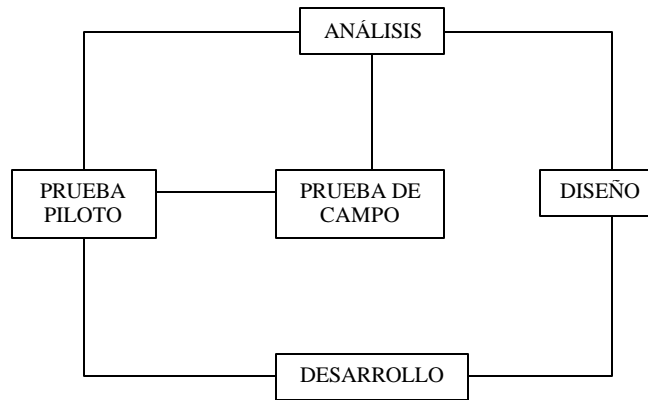 ANÁLISIS
PRUEBA
PILOTO
PRUEBA DE
CAMPO
DISEÑO
DESARROLLO